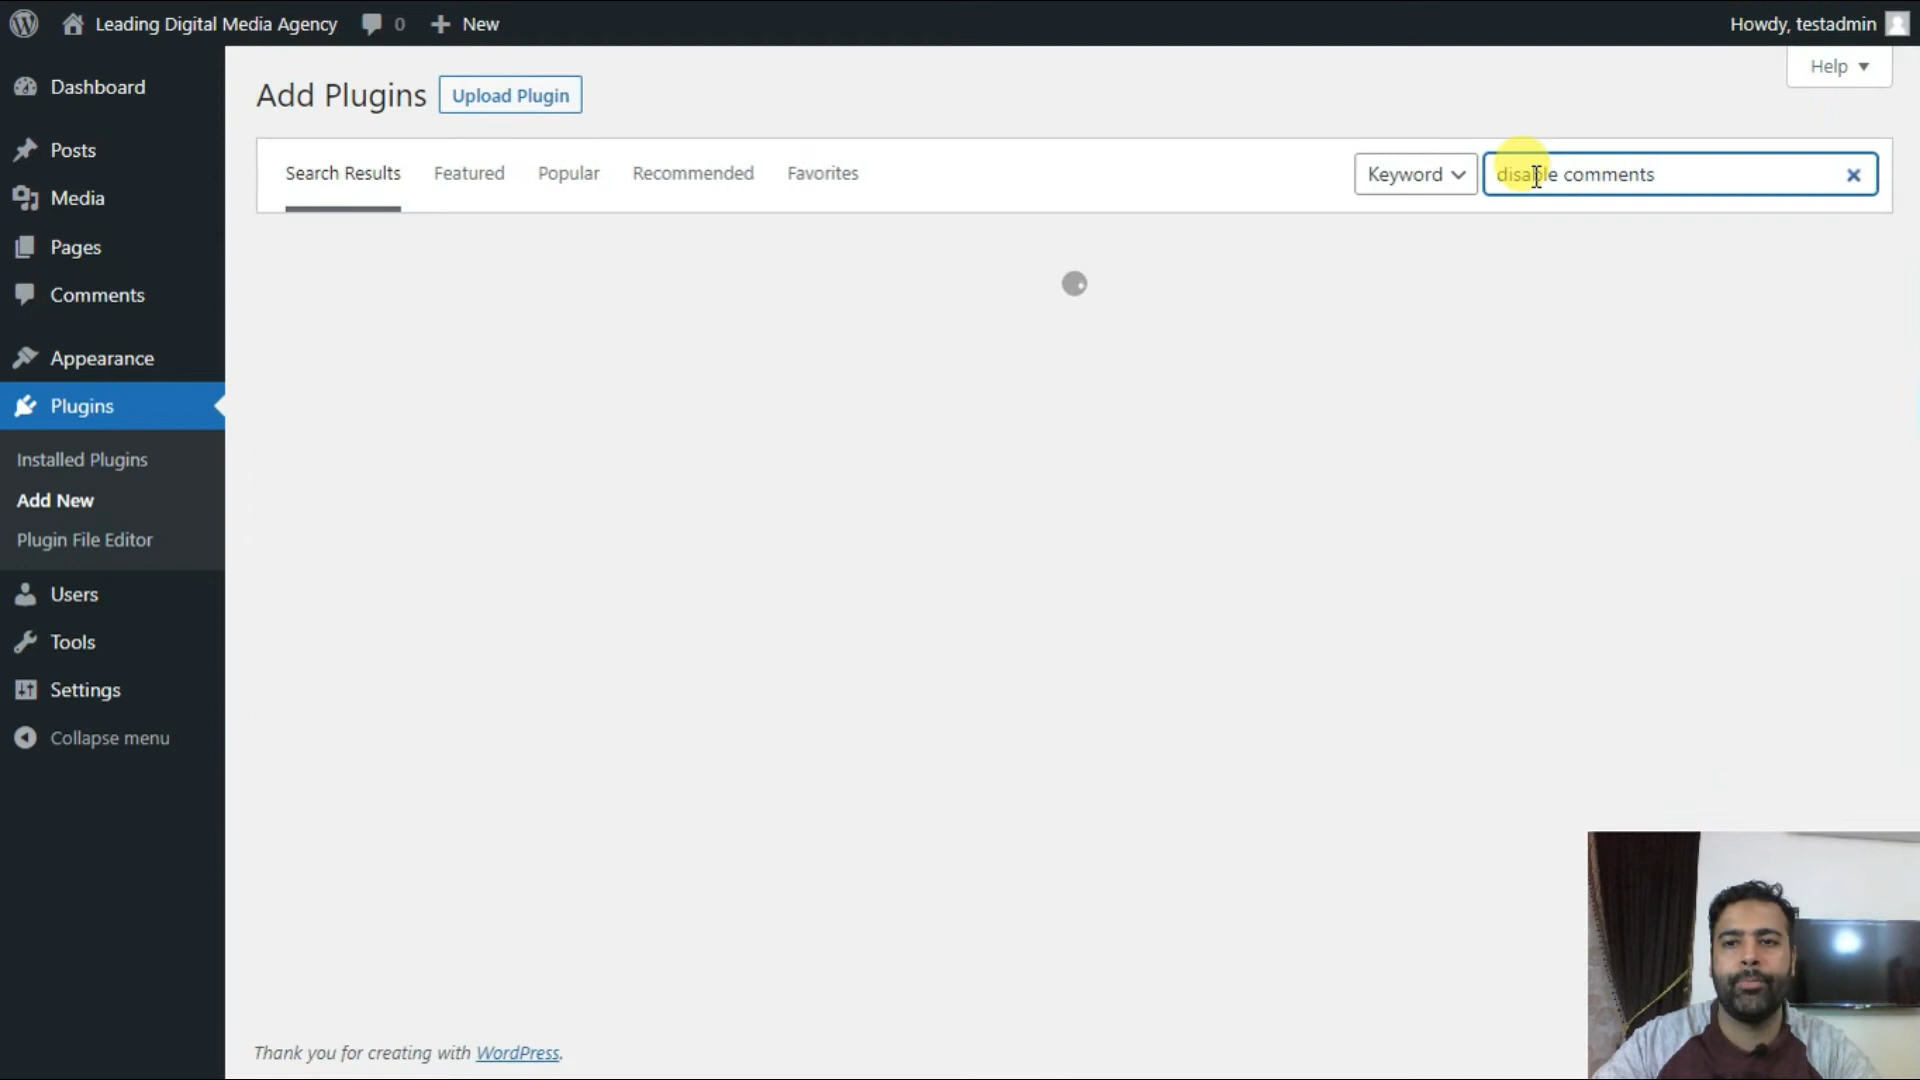 Leading Digital Media Agency 0 New Howdy, testadmin
Help
Add Plugins Upload Plugin
Search Results Featured Popular Recommended Favorites Keyword disable comments
Dashboard
Posts
Media
Pages
Comments
Appearance
Plugins
Installed Plugins
Add New
Plugin File Editor
Users
Tools
Settings
Collapse menu
Thank you for creating with WordPress.